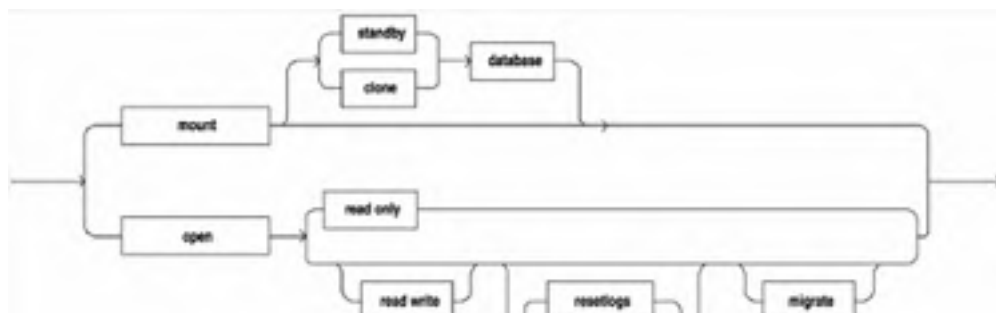 standby
database
clone
mount
read only
open
read write resetlogs migrate